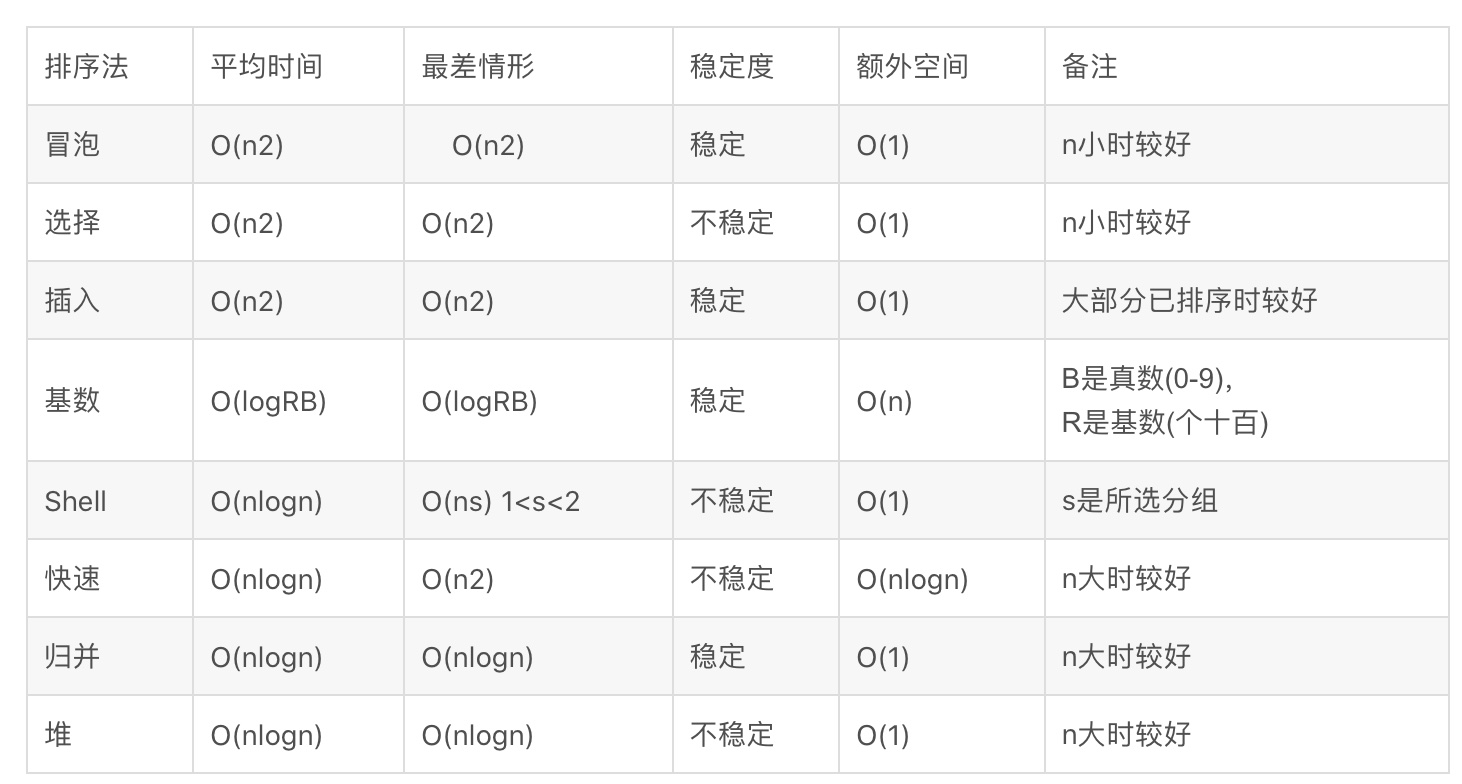 排序法 平均时间 最差情形 稳定度 额外空间 备注
冒泡 O(n2) O(n2) 稳定 O(1) n小时较好
选择 O(n2) O(n2) 不稳定 O(1) n小时较好
插入 O(n2) O(n2) 稳定 O(1) 大部分已排序时较好
基数 O(logRB) O(logRB) 稳定 O(n) B是真数(0-9),
R是基数(个十百)
Shell O(nlogn) O(ns) 1<s<2 不稳定 O(1) s是所选分组
快速 O(nlogn) O(n2) 不稳定 O(nlogn) n大时较好
归并 O(nlogn) O(nlogn) 稳定 O(1) n大时较好
堆 O(nlogn) O(nlogn) 不稳定 O(1) n大时较好